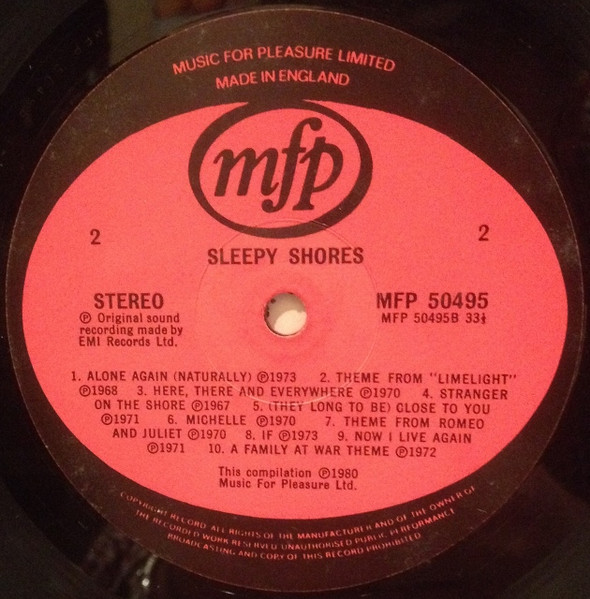 MUSIC FOR PLEASURE LIMITED
MADE IN ENGLAND
mfp
2
2
SLEEPY SHORES
STEREO
℗ Original sound
recording made by
EMI Records Ltd.
MFP 50495
MFP 50495B 33⅓
1. ALONE AGAIN (NATURALLY) ℗1973 2. THEME FROM "LIMELIGHT"
℗1968 3. HERE, THERE AND EVERYWHERE ℗1970 4. STRANGER
ON THE SHORE ℗1967 5. (THEY LONG TO BE) CLOSE TO YOU
℗1971 6. MICHELLE ℗1970 7. THEME FROM ROMEO
AND JULIET ℗1970 8. IF ℗1973 9. NOW I LIVE AGAIN
℗1971 10. A FAMILY AT WAR THEME ℗1972
This compilation ℗1980
Music For Pleasure Ltd.
COPYRIGHT RECORD ALL RIGHTS OF THE MANUFACTURER AND OF THE OWNER OF
THE RECORDED WORK RESERVED UNAUTHORISED PUBLIC PERFORMANCE
BROADCASTING AND COPY OF THIS RECORD PROHIBITED